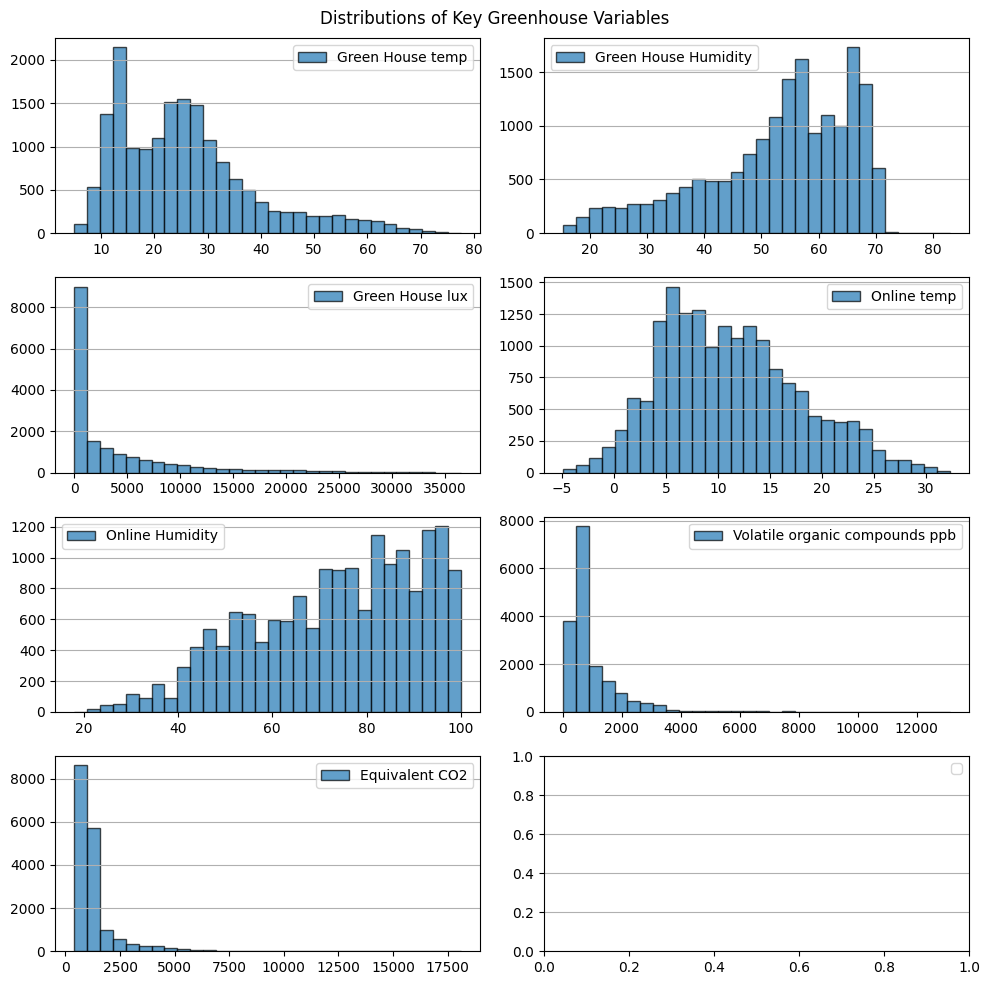 Distributions of Key Greenhouse Variables
Green House temp
2000
1500
1000
500
0
10 20 30 40 50 60 70 80
Green House Humidity
1500
1000
500
0
20 30 40 50 60 70 80
Green House lux
8000
6000
4000
2000
0
0 5000 10000 15000 20000 25000 30000 35000
Online temp
1500
1250
1000
750
500
250
0
−5 0 5 10 15 20 25 30
Online Humidity
1200
1000
800
600
400
200
0
20 40 60 80 100
Volatile organic compounds ppb
8000
6000
4000
2000
0
0 2000 4000 6000 8000 10000 12000
Equivalent CO2
8000
6000
4000
2000
0
0 2500 5000 7500 10000 12500 15000 17500
1.0
0.8
0.6
0.4
0.2
0.0
0.0 0.2 0.4 0.6 0.8 1.0